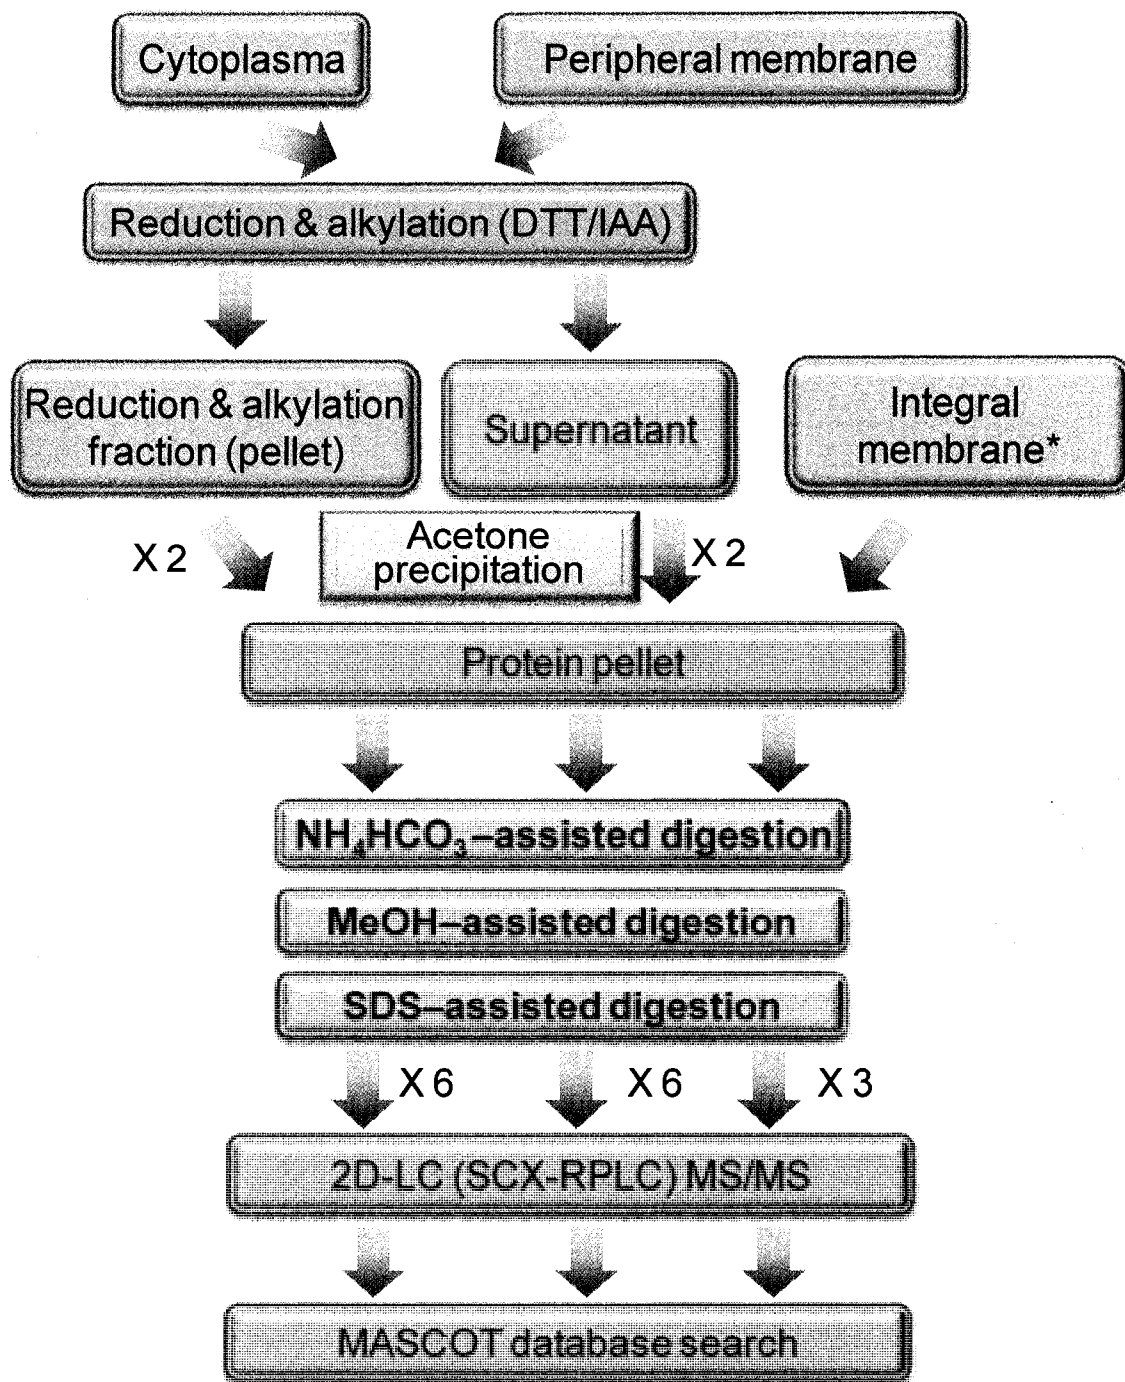 Cytoplasma
Peripheral membrane
Reduction & alkylation (DTT/IAA)
Reduction & alkylation
fraction (pellet)
Supernatant
Integral
membrane*
X 2
Acetone
precipitation
X 2
Protein pellet
NH₄HCO₃–assisted digestion
MeOH–assisted digestion
SDS–assisted digestion
X 6
X 6
X 3
2D-LC (SCX-RPLC) MS/MS
MASCOT database search